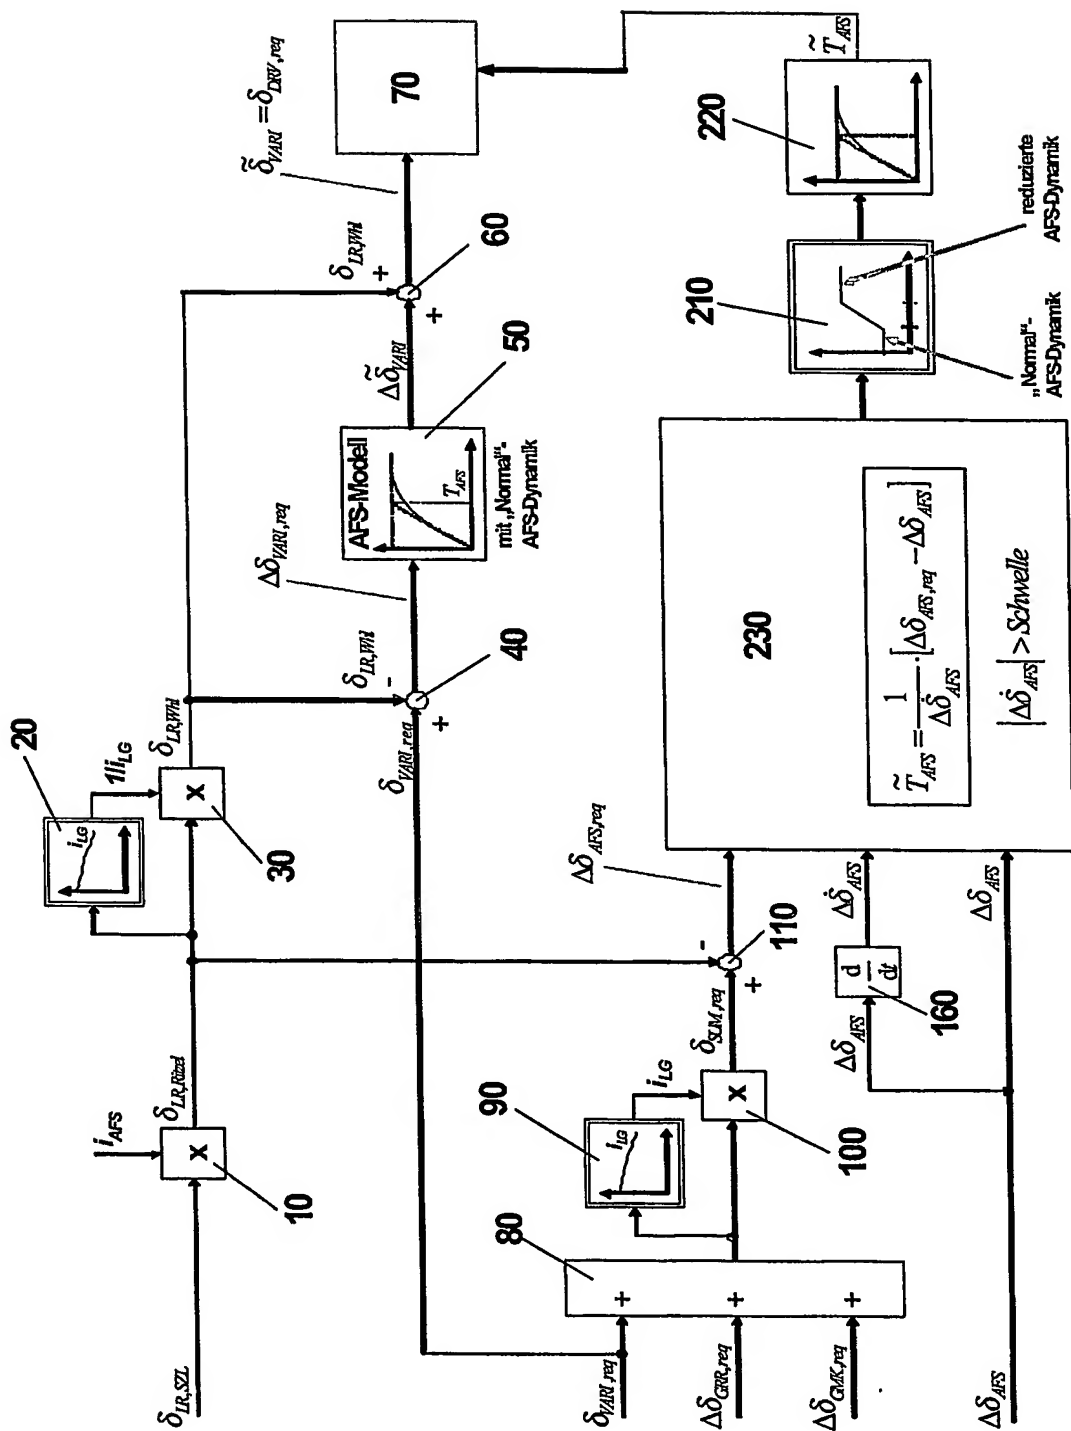 δ_LR,SZL
i_AFS
10
x
δ_LR,Ritzel
20
i_LG
1/i_LG
30
x
δ_LR,WH
δ_LR,WH
-
+
40
δ_VARI,req
Δδ_VARI,req
AFS-Modell
T_AFS
mit „Normal“-
AFS-Dynamik
50
Δδ̃_VARI
δ_LR,WH
+
+
60
δ̃_VARI = δ_DRV,req
70
δ_VARI,req
Δδ_GRR,req
Δδ_GMK,req
Δδ_AFS
80
+
+
+
90
i_LG
i_LG
100
x
δ_SUM,req
-
+
110
Δδ_AFS,req
Δδ_AFS
d/dt
160
Δδ̇_AFS
Δδ_AFS
230
T̃_AFS = 1/Δδ̇_AFS · [Δδ_AFS,req − Δδ_AFS]
|Δδ̇_AFS| > Schwelle
210
„Normal“-
AFS-Dynamik
reduzierte
AFS-Dynamik
220
T̃_AFS